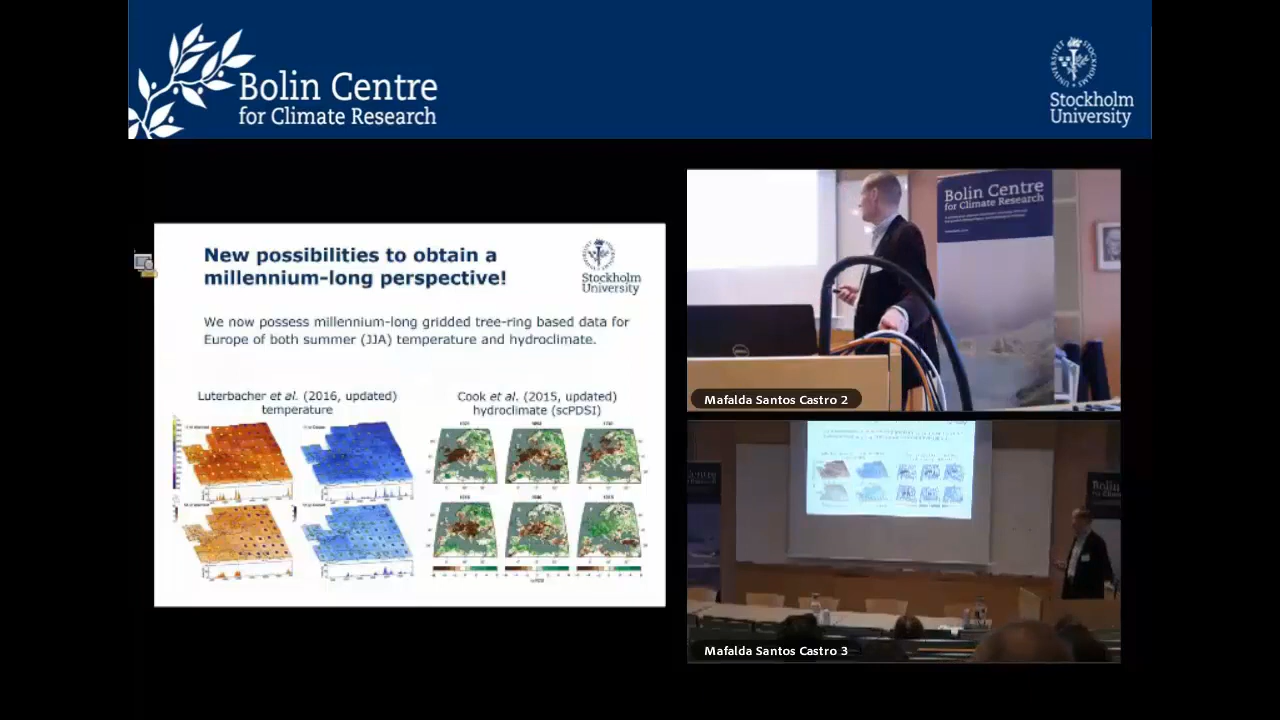 Bolin Centre
for Climate Research
Stockholm
University
New possibilities to obtain a
millennium-long perspective!
Stockholm
University
We now possess millennium-long gridded tree-ring based data for
Europe of both summer (JJA) temperature and hydroclimate.
Luterbacher et al. (2016, updated)
temperature
Cook et al. (2015, updated)
hydroclimate (scPDSI)
Bolin Centre
for Climate Research
Mafalda Santos Castro 2
Mafalda Santos Castro 3